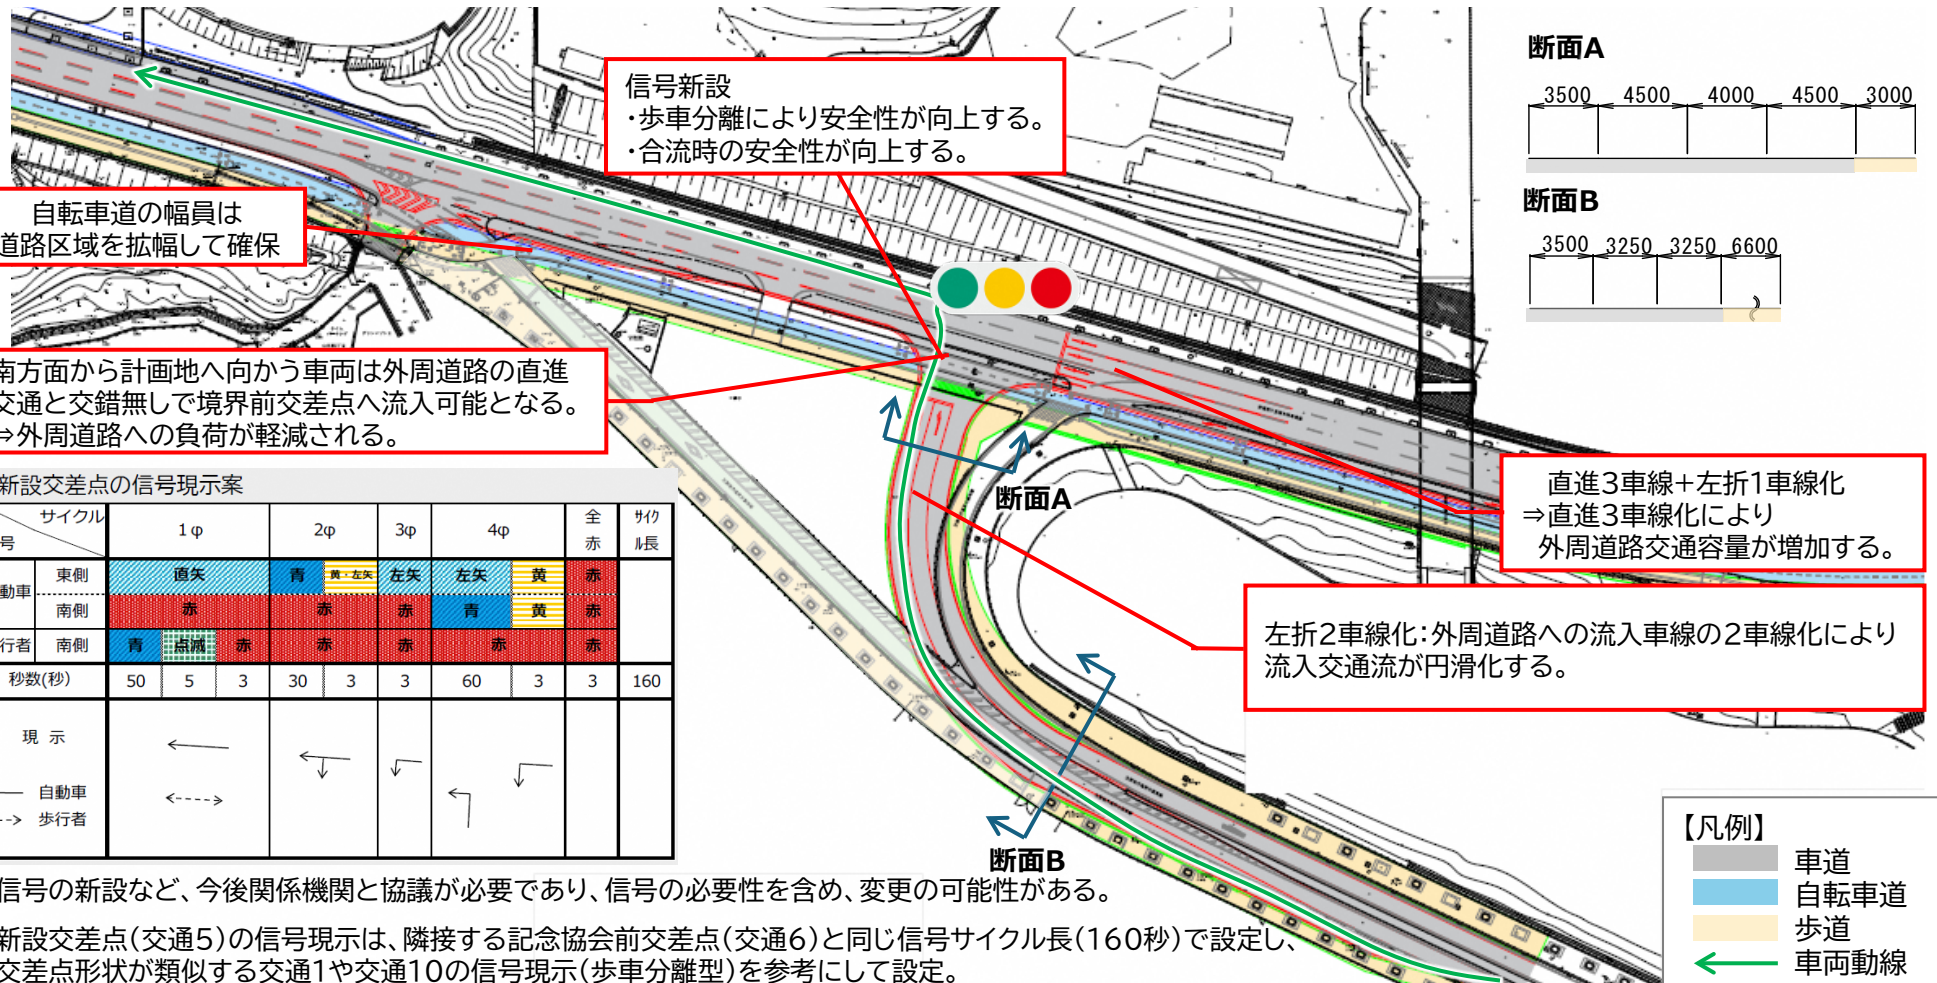 断面A
3500 4500 4000 4500 3000
断面B
3500 3250 3250 6600
信号新設
・歩車分離により安全性が向上する。
・合流時の安全性が向上する。
自転車道の幅員は
道路区域を拡幅して確保
南方面から計画地へ向かう車両は外周道路の直進
交通と交錯無しで境界前交差点へ流入可能となる。
⇒外周道路への負荷が軽減される。
断面A
直進3車線+左折1車線化
⇒直進3車線化により
外周道路交通容量が増加する。
左折2車線化：外周道路への流入車線の2車線化により
流入交通流が円滑化する。
断面B
新設交差点の信号現示案
サイクル 1φ 2φ 3φ 4φ 全赤 ｻｲｸﾙ長
号
動車 東側 直矢 青 黄・左矢 左矢 左矢 黄 赤
南側 赤 赤 赤 青 黄 赤
行者 南側 青 点滅 赤 赤 赤 赤 赤
秒数(秒) 50 5 3 30 3 3 60 3 3 160
現 示
自動車
歩行者
信号の新設など、今後関係機関と協議が必要であり、信号の必要性を含め、変更の可能性がある。
新設交差点(交通5)の信号現示は、隣接する記念協会前交差点(交通6)と同じ信号サイクル長(160秒)で設定し、
交差点形状が類似する交通1や交通10の信号現示(歩車分離型)を参考にして設定。
【凡例】
車道
自転車道
歩道
車両動線